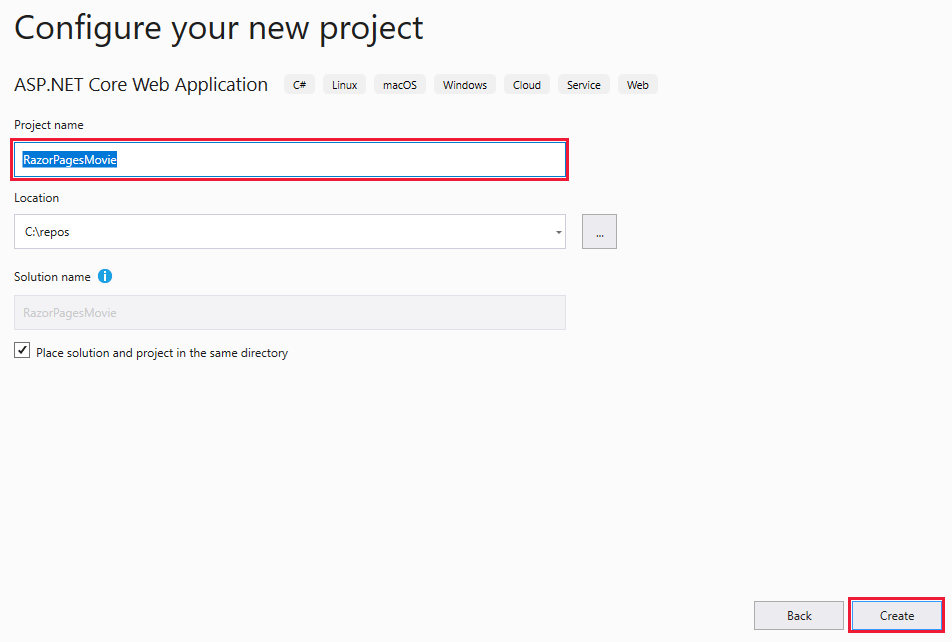 Configure your new project
ASP.NET Core Web Application C# Linux macOS Windows Cloud Service Web
Project name
RazorPagesMovie
Location
C:\repos
...
Solution name i
RazorPagesMovie
Place solution and project in the same directory
Back Create